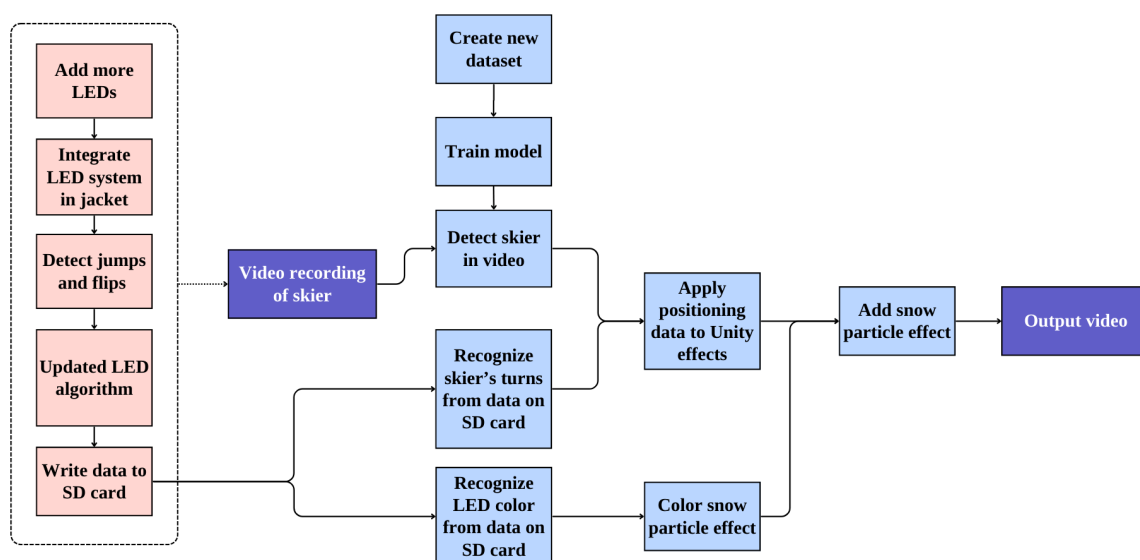 Add more
LEDs
Integrate
LED system
in jacket
Detect jumps
and flips
Updated LED
algorithm
Write data to
SD card
Video recording
of skier
Create new
dataset
Train model
Detect skier
in video
Recognize
skier’s turns
from data on
SD card
Recognize
LED color
from data on
SD card
Apply
positioning
data to Unity
effects
Color snow
particle effect
Add snow
particle effect
Output video